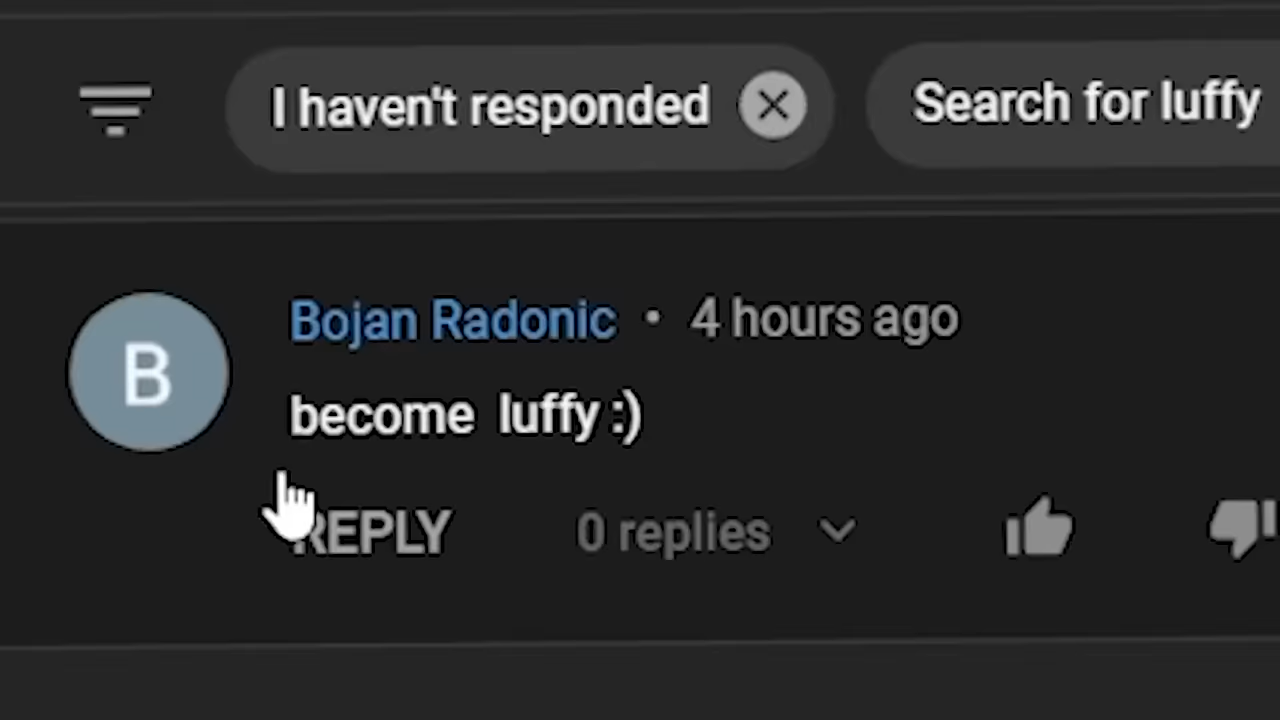 I haven't responded
Search for luffy
B
Bojan Radonic • 4 hours ago
become luffy :)
REPLY
0 replies